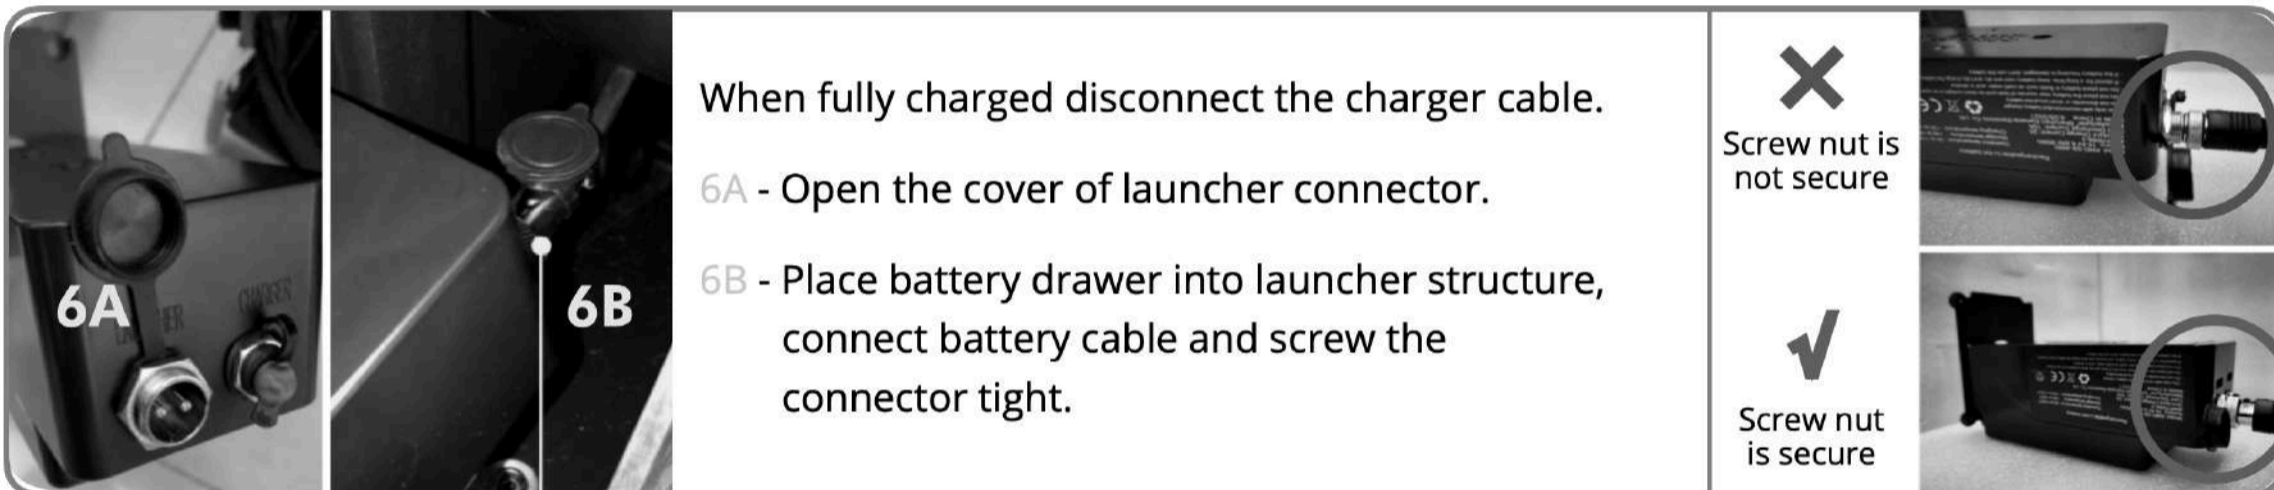 6A
CHARGER
6B
When fully charged disconnect the charger cable.
6A - Open the cover of launcher connector.
6B - Place battery drawer into launcher structure,
connect battery cable and screw the
connector tight.
Screw nut is
not secure
Screw nut
is secure